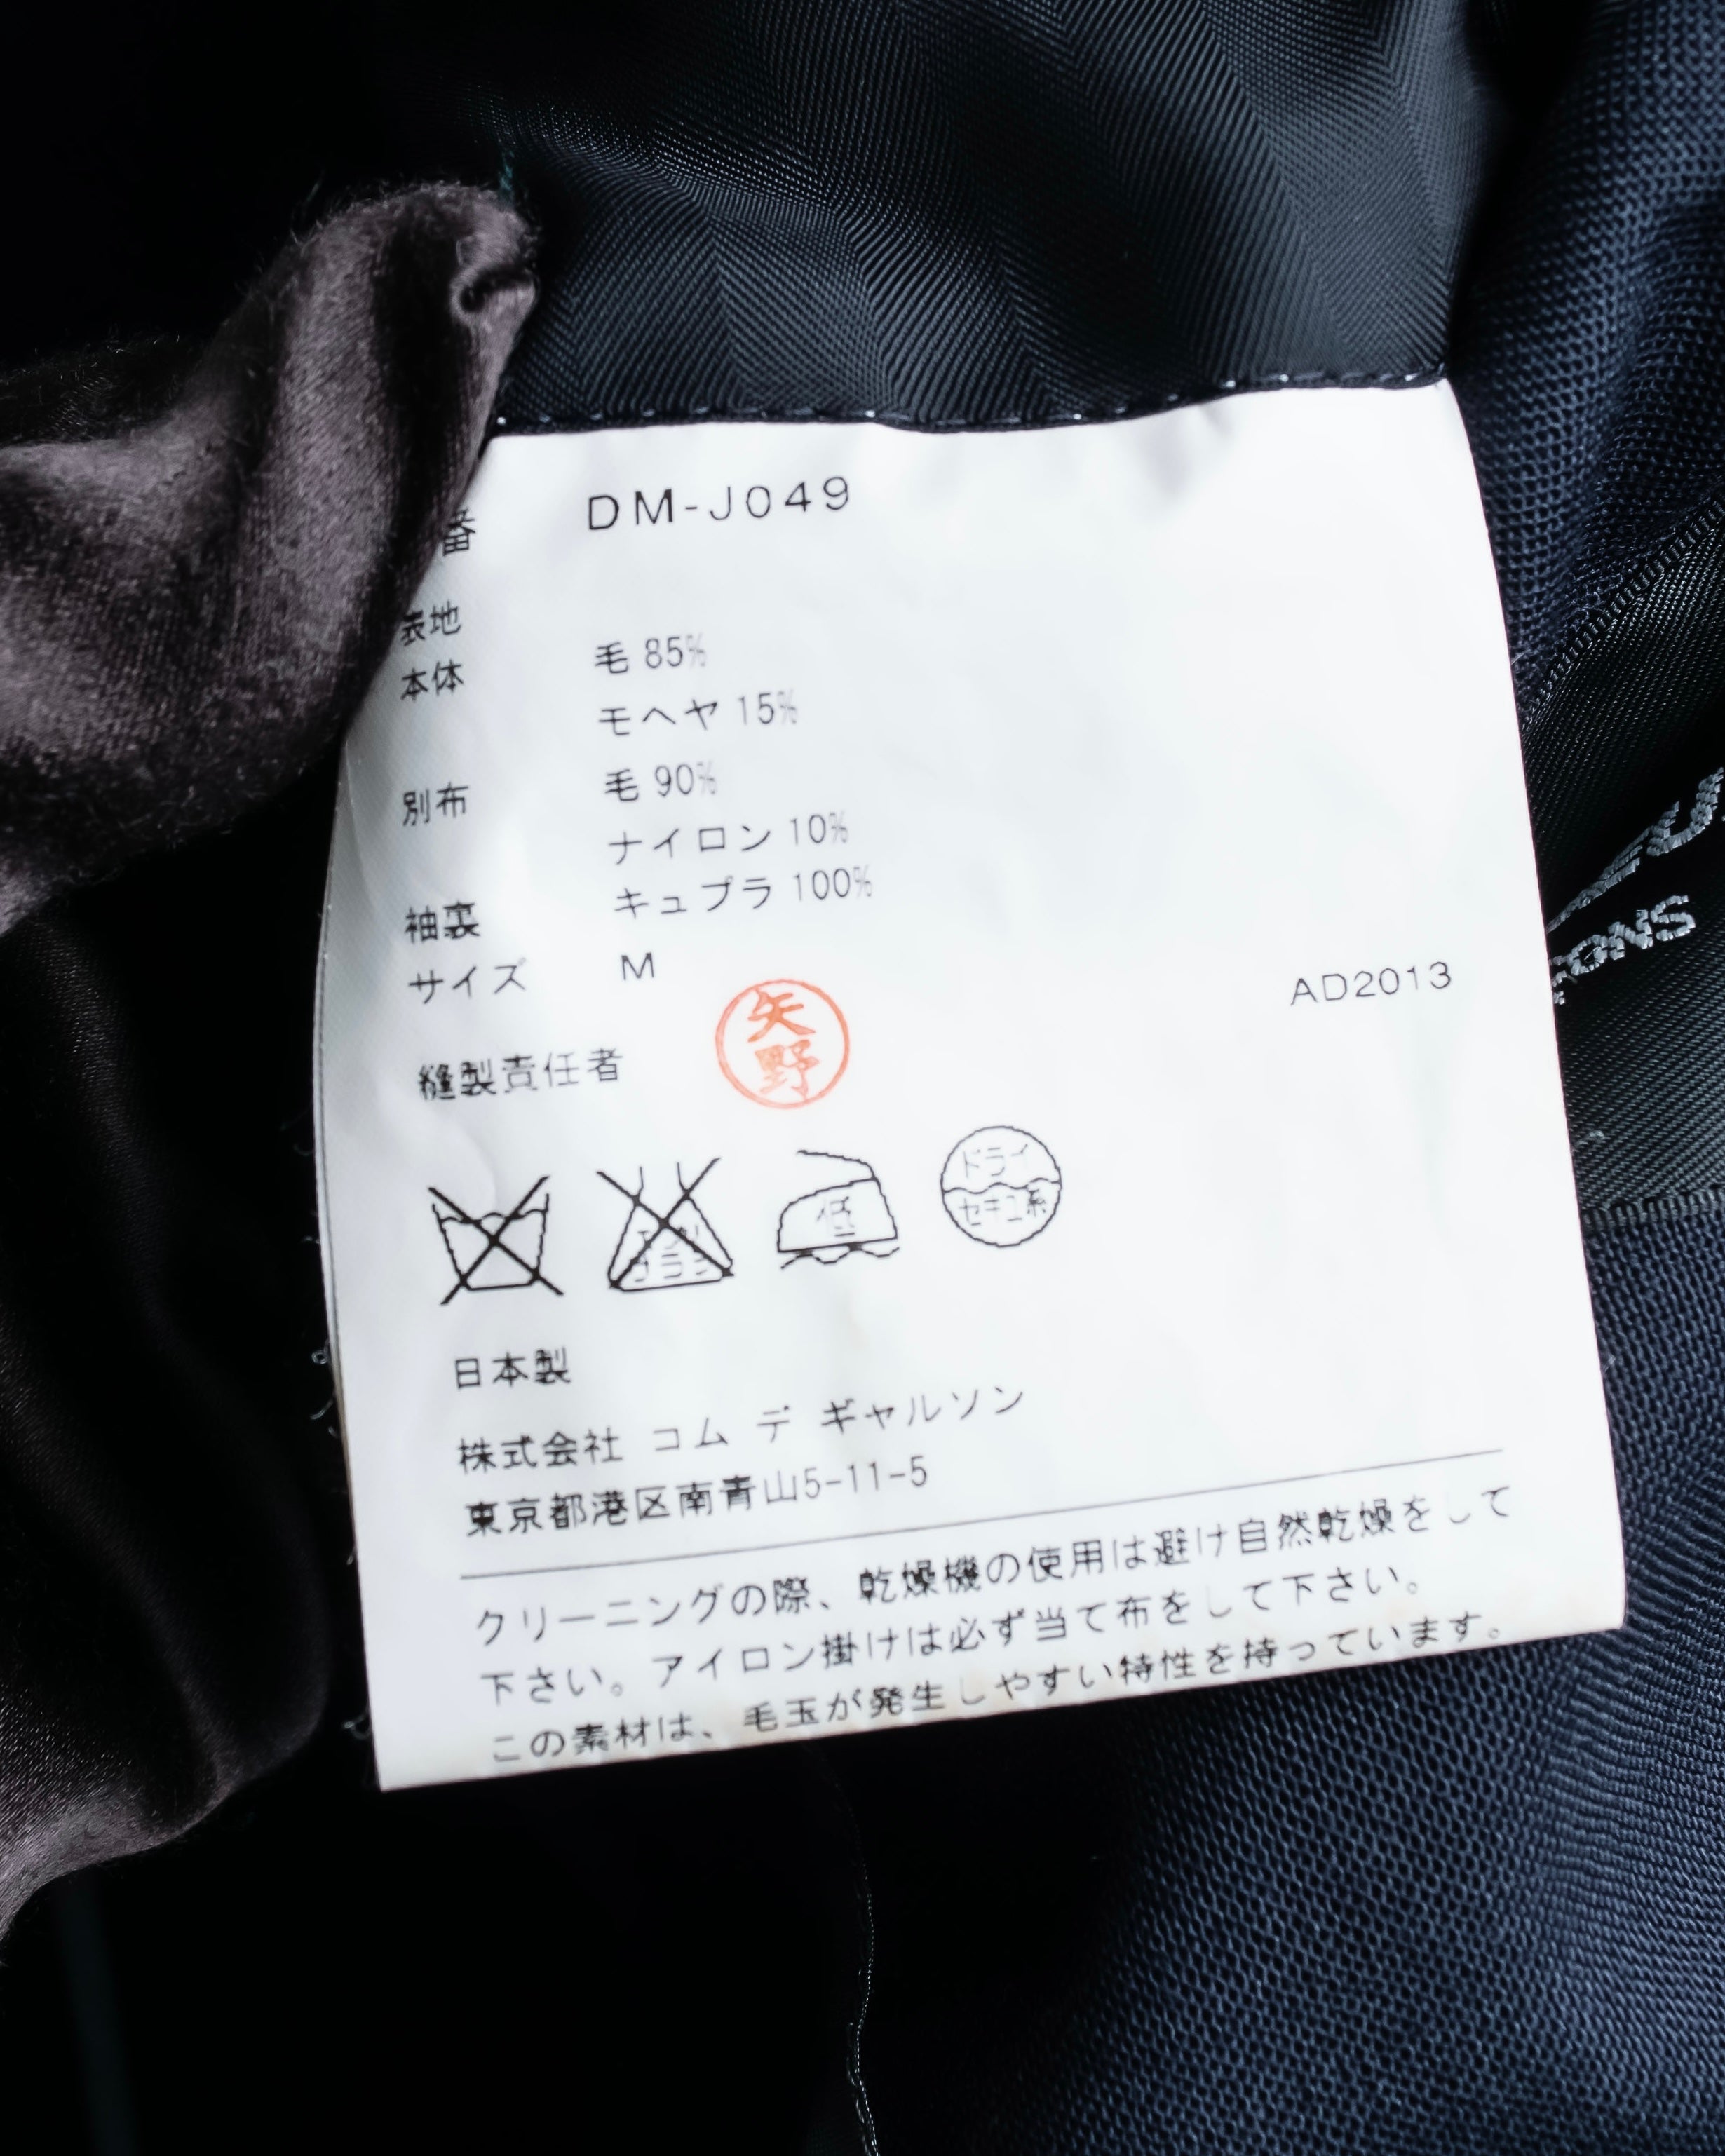 番 DM-J049
表地
本体 毛 85%
モヘヤ 15%
別布 毛 90%
ナイロン 10%
袖裏 キュプラ 100%
サイズ M
AD2013
縫製責任者 矢野
エンソ
サラシ
低
ドライ
セキユ系
日本製
株式会社 コム デ ギャルソン
東京都港区南青山5-11-5
クリーニングの際、乾燥機の使用は避け自然乾燥をして
下さい。アイロン掛けは必ず当て布をして下さい。
この素材は、毛玉が発生しやすい特性を持っています。